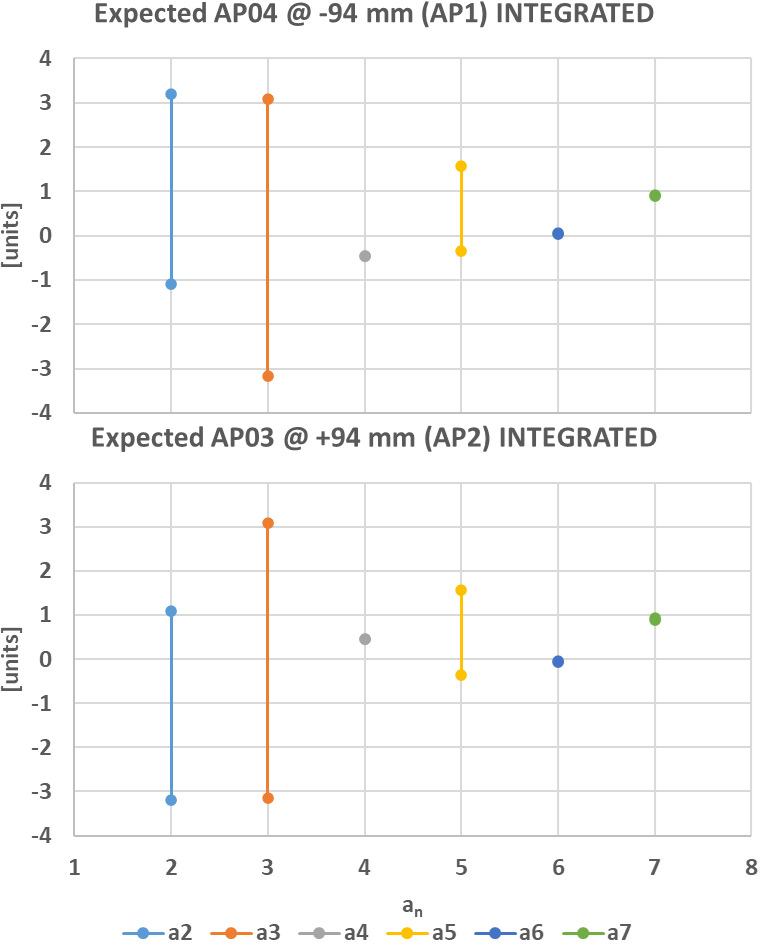 Expected AP04 @ -94 mm (AP1) INTEGRATED
4
3
2
1
0
-1
-2
-3
-4
[units]
Expected AP03 @ +94 mm (AP2) INTEGRATED
4
3
2
1
0
-1
-2
-3
-4
[units]
1 2 3 4 5 6 7 8
an
a2 a3 a4 a5 a6 a7